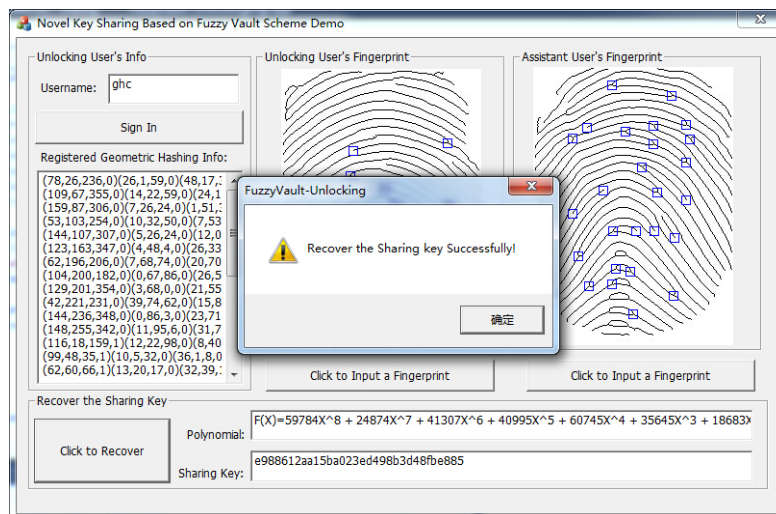 Novel Key Sharing Based on Fuzzy Vault Scheme Demo
Unlocking User's Info
Username:
ghc
Sign In
Registered Geometric Hashing Info:
(78,26,236,0)(26,1,59,0)(48,17,
(109,67,355,0)(14,22,59,0)(24,1
(159,87,306,0)(7,26,24,0)(1,51,
(53,103,254,0)(10,32,50,0)(7,53
(144,107,307,0)(5,26,24,0)(12,0
(123,163,347,0)(4,48,4,0)(26,33
(62,196,206,0)(7,68,74,0)(20,70
(104,200,182,0)(0,67,86,0)(26,5
(129,201,354,0)(3,68,0,0)(21,55
(42,221,231,0)(39,74,62,0)(15,8
(144,236,348,0)(0,86,3,0)(23,71
(148,255,342,0)(11,95,6,0)(31,7
(116,18,159,1)(12,22,98,0)(8,40
(99,48,35,1)(10,5,32,0)(36,1,8,0
(62,60,66,1)(13,20,17,0)(32,39,
Unlocking User's Fingerprint
Click to Input a Fingerprint
Assistant User's Fingerprint
Click to Input a Fingerprint
FuzzyVault-Unlocking
Recover the Sharing key Successfully!
确定
Recover the Sharing Key
Click to Recover
Polynomial:
F(X)=59784X^8 + 24874X^7 + 41307X^6 + 40995X^5 + 60745X^4 + 35645X^3 + 18683X
Sharing Key:
e988612aa15ba023ed498b3d48fbe885